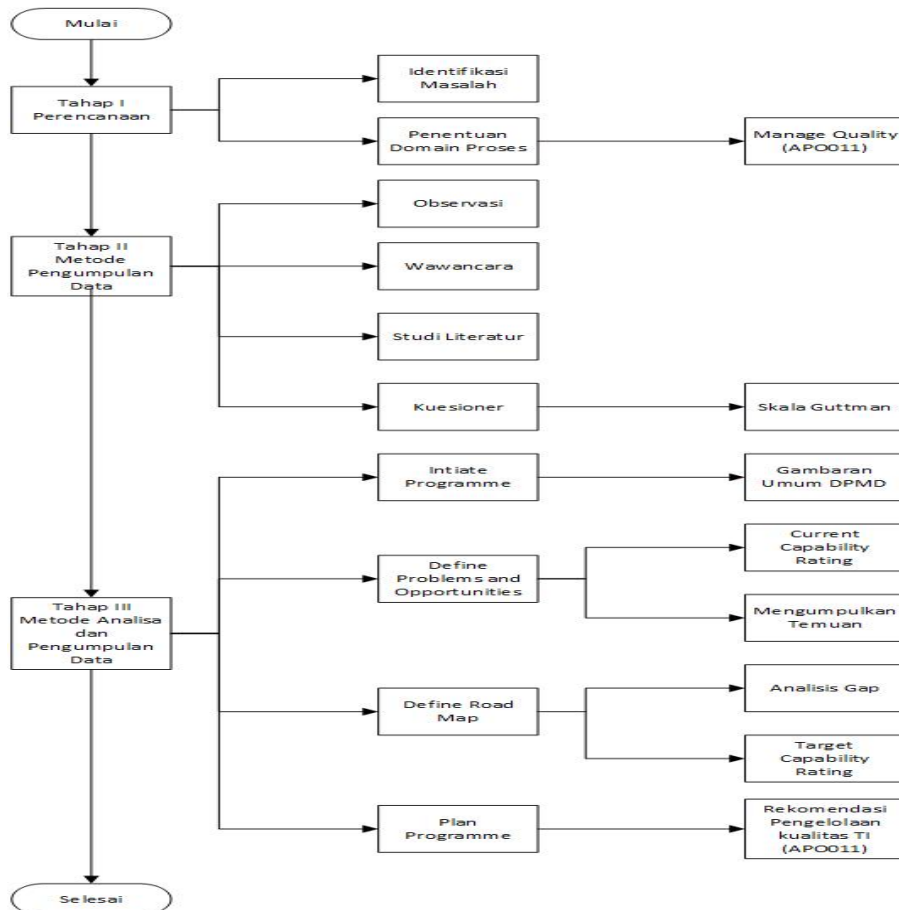 Mulai
Tahap I
Perencanaan
Identifikasi
Masalah
Penentuan
Domain Proses
Manage Quality
(APO011)
Tahap II
Metode
Pengumpulan
Data
Observasi
Wawancara
Studi Literatur
Kuesioner
Skala Guttman
Tahap III
Metode Analisa
dan
Pengumpulan
Data
Intiate
Programme
Gambaran
Umum DPMD
Define
Problems and
Opportunities
Current
Capability
Rating
Mengumpulkan
Temuan
Define Road
Map
Analisis Gap
Target
Capability
Rating
Plan
Programme
Rekomendasi
Pengelolaan
kualitas TI
(APO011)
Selesai